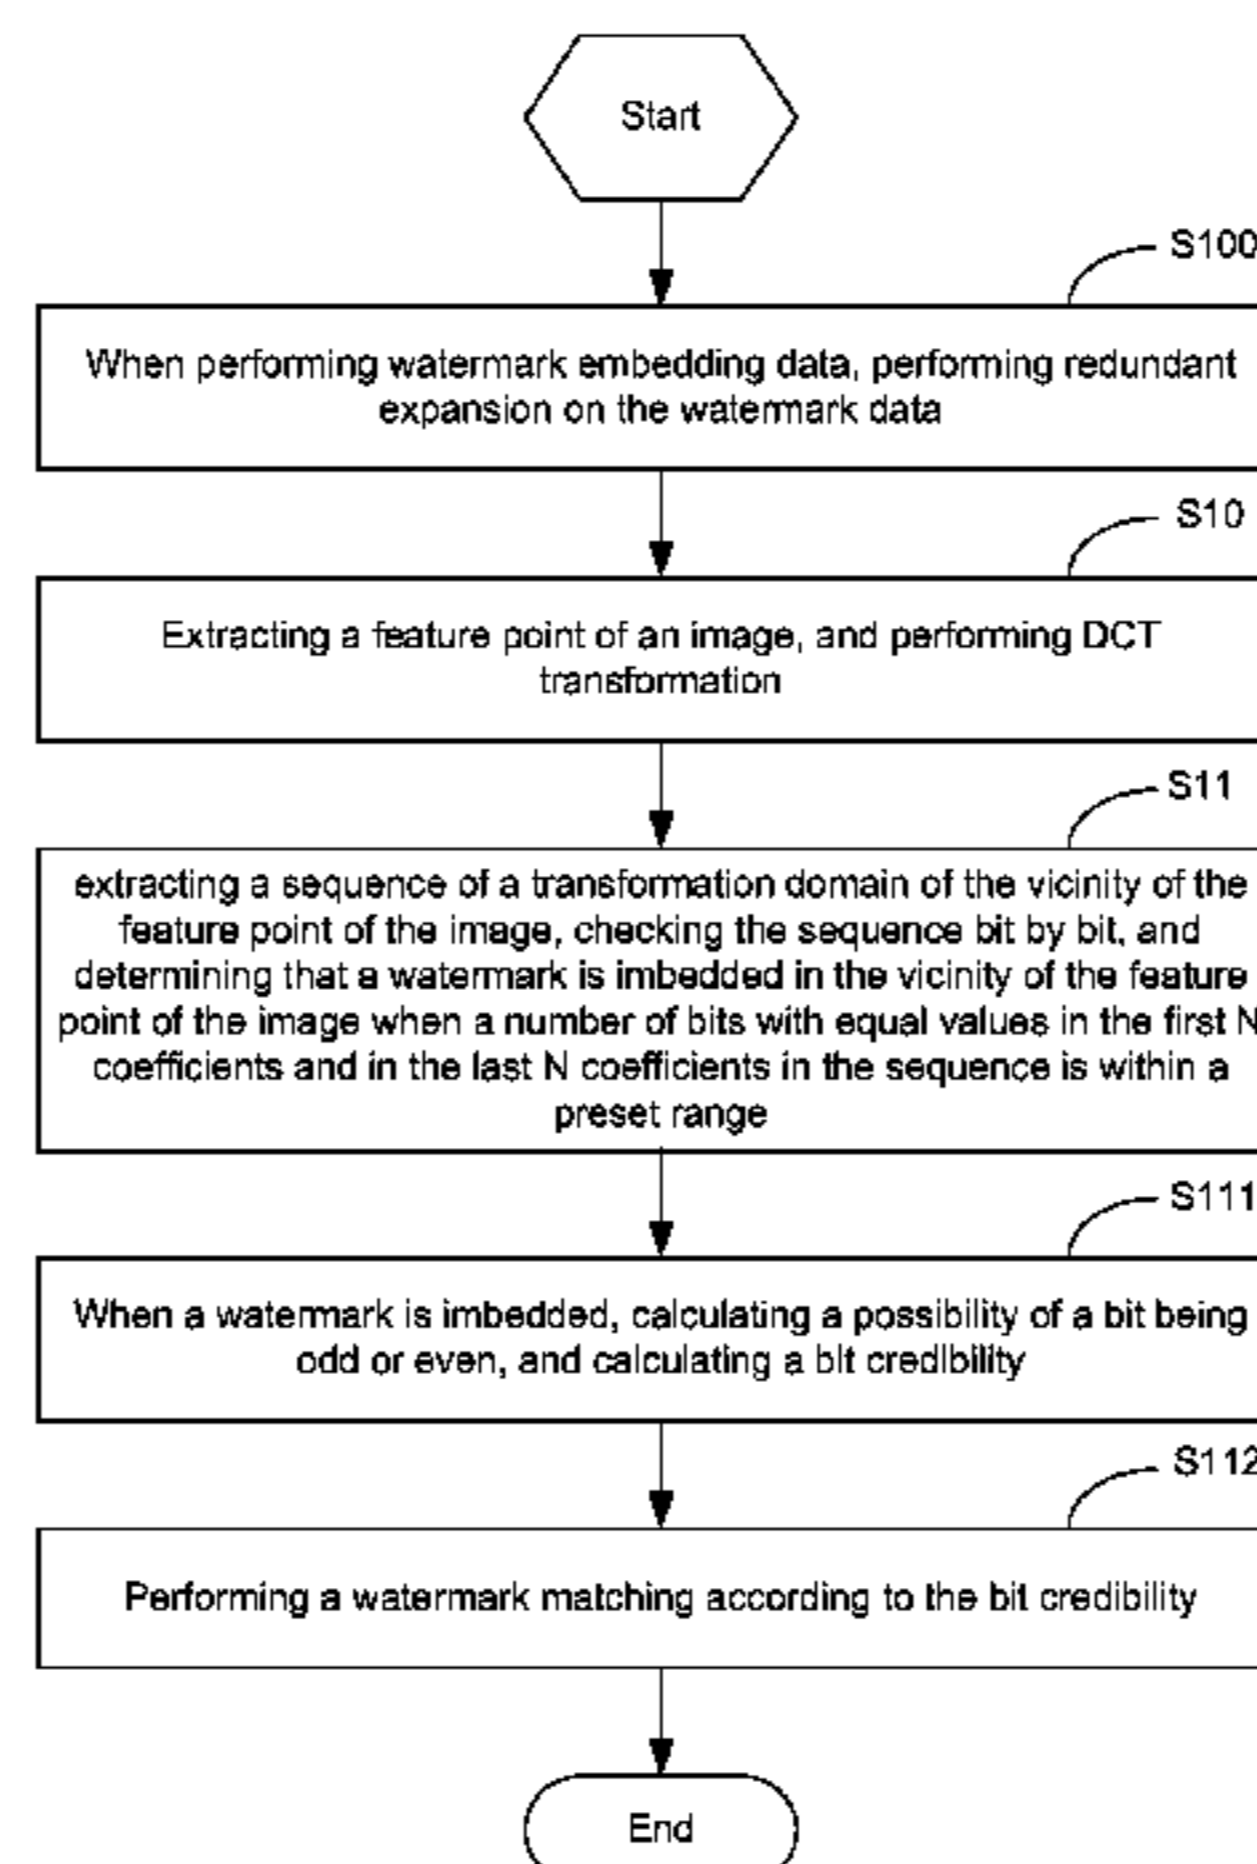 Start
S100
When performing watermark embedding data, performing redundant
expansion on the watermark data
S10
Extracting a feature point of an image, and performing DCT
transformation
S11
extracting a sequence of a transformation domain of the vicinity of the
feature point of the image, checking the sequence bit by bit, and
determining that a watermark is imbedded in the vicinity of the feature
point of the image when a number of bits with equal values in the first N
coefficients and in the last N coefficients in the sequence is within a
preset range
S111
When a watermark is imbedded, calculating a possibility of a bit being
odd or even, and calculating a bit credibility
S112
Performing a watermark matching according to the bit credibility
End